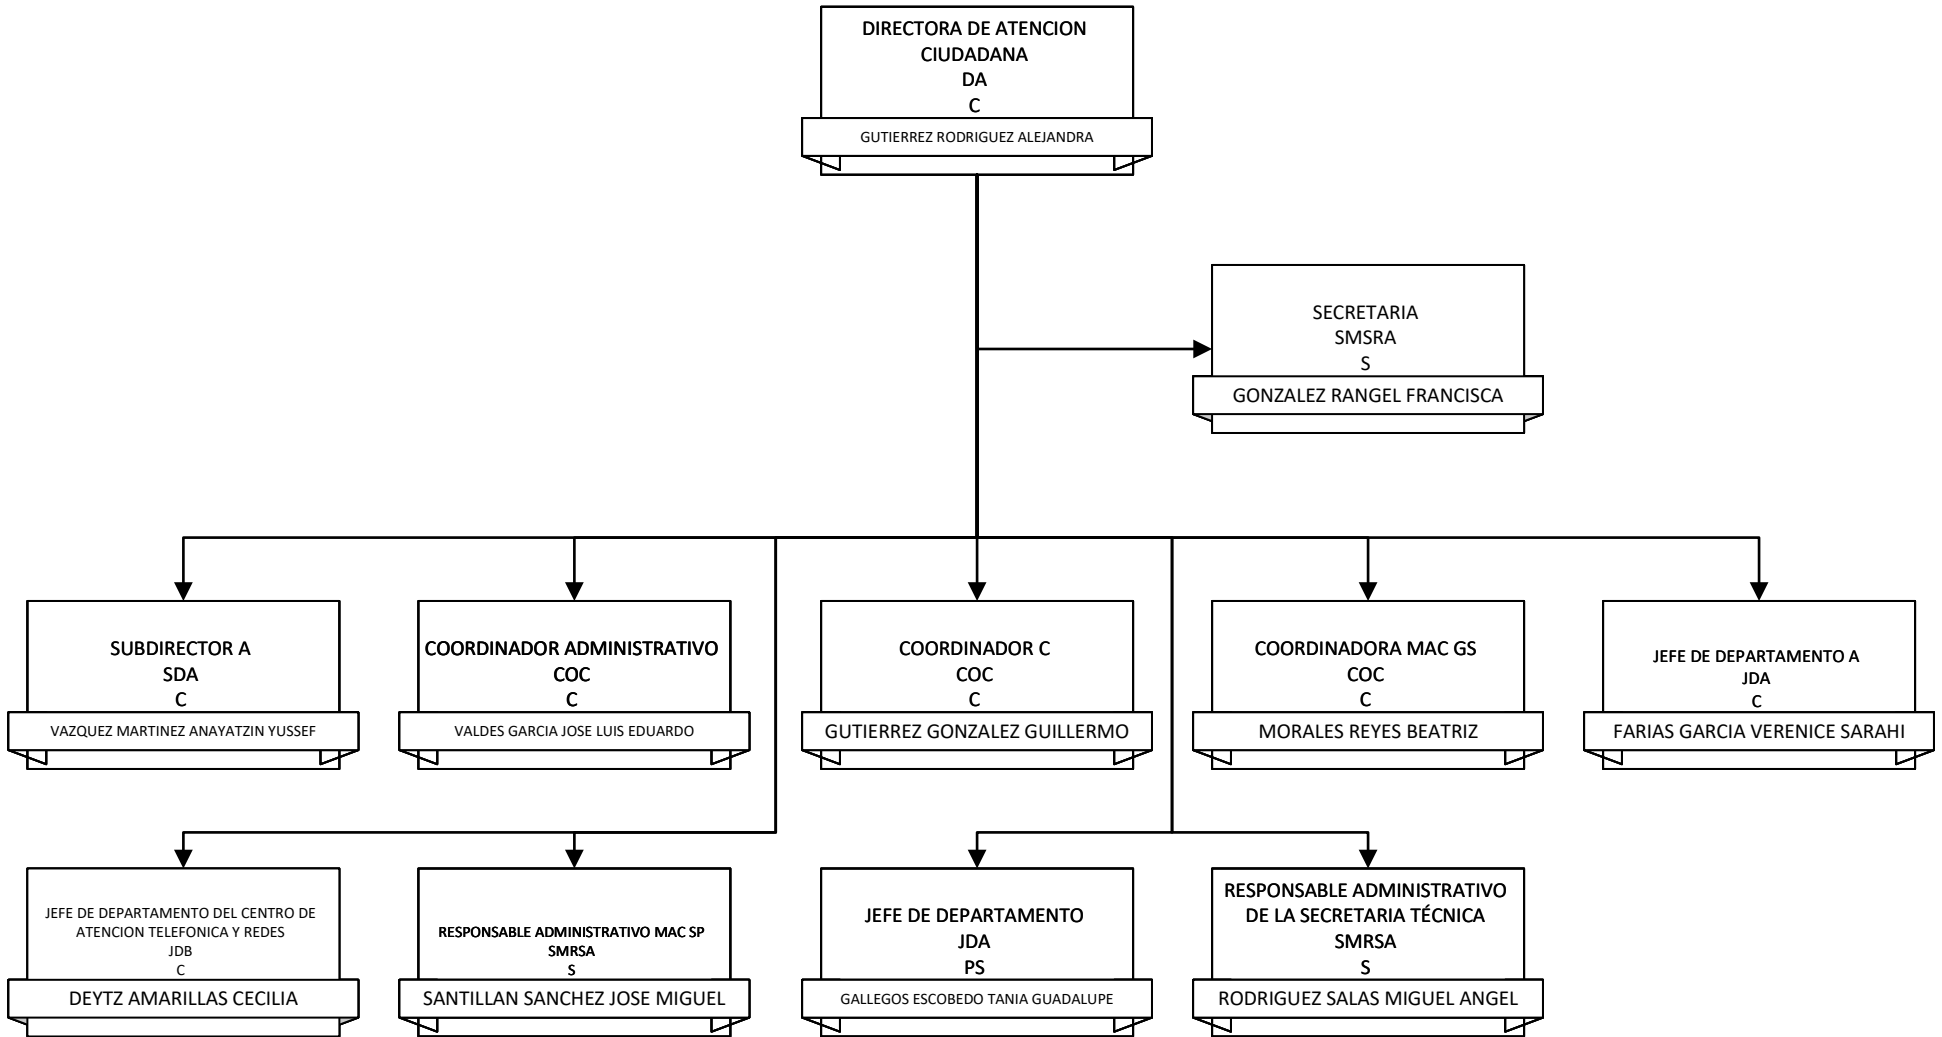 DIRECTORA DE ATENCION
CIUDADANA
DA
C
GUTIERREZ RODRIGUEZ ALEJANDRA
SECRETARIA
SMSRA
S
GONZALEZ RANGEL FRANCISCA
SUBDIRECTOR A
SDA
C
VAZQUEZ MARTINEZ ANAYATZIN YUSSEF
COORDINADOR ADMINISTRATIVO
COC
C
VALDES GARCIA JOSE LUIS EDUARDO
COORDINADOR C
COC
C
GUTIERREZ GONZALEZ GUILLERMO
COORDINADORA MAC GS
COC
C
MORALES REYES BEATRIZ
JEFE DE DEPARTAMENTO A
JDA
C
FARIAS GARCIA VERENICE SARAHI
JEFE DE DEPARTAMENTO DEL CENTRO DE
ATENCION TELEFONICA Y REDES
JDB
C
DEYTZ AMARILLAS CECILIA
RESPONSABLE ADMINISTRATIVO MAC SP
SMRSA
S
SANTILLAN SANCHEZ JOSE MIGUEL
JEFE DE DEPARTAMENTO
JDA
PS
GALLEGOS ESCOBEDO TANIA GUADALUPE
RESPONSABLE ADMINISTRATIVO
DE LA SECRETARIA TÉCNICA
SMRSA
S
RODRIGUEZ SALAS MIGUEL ANGEL